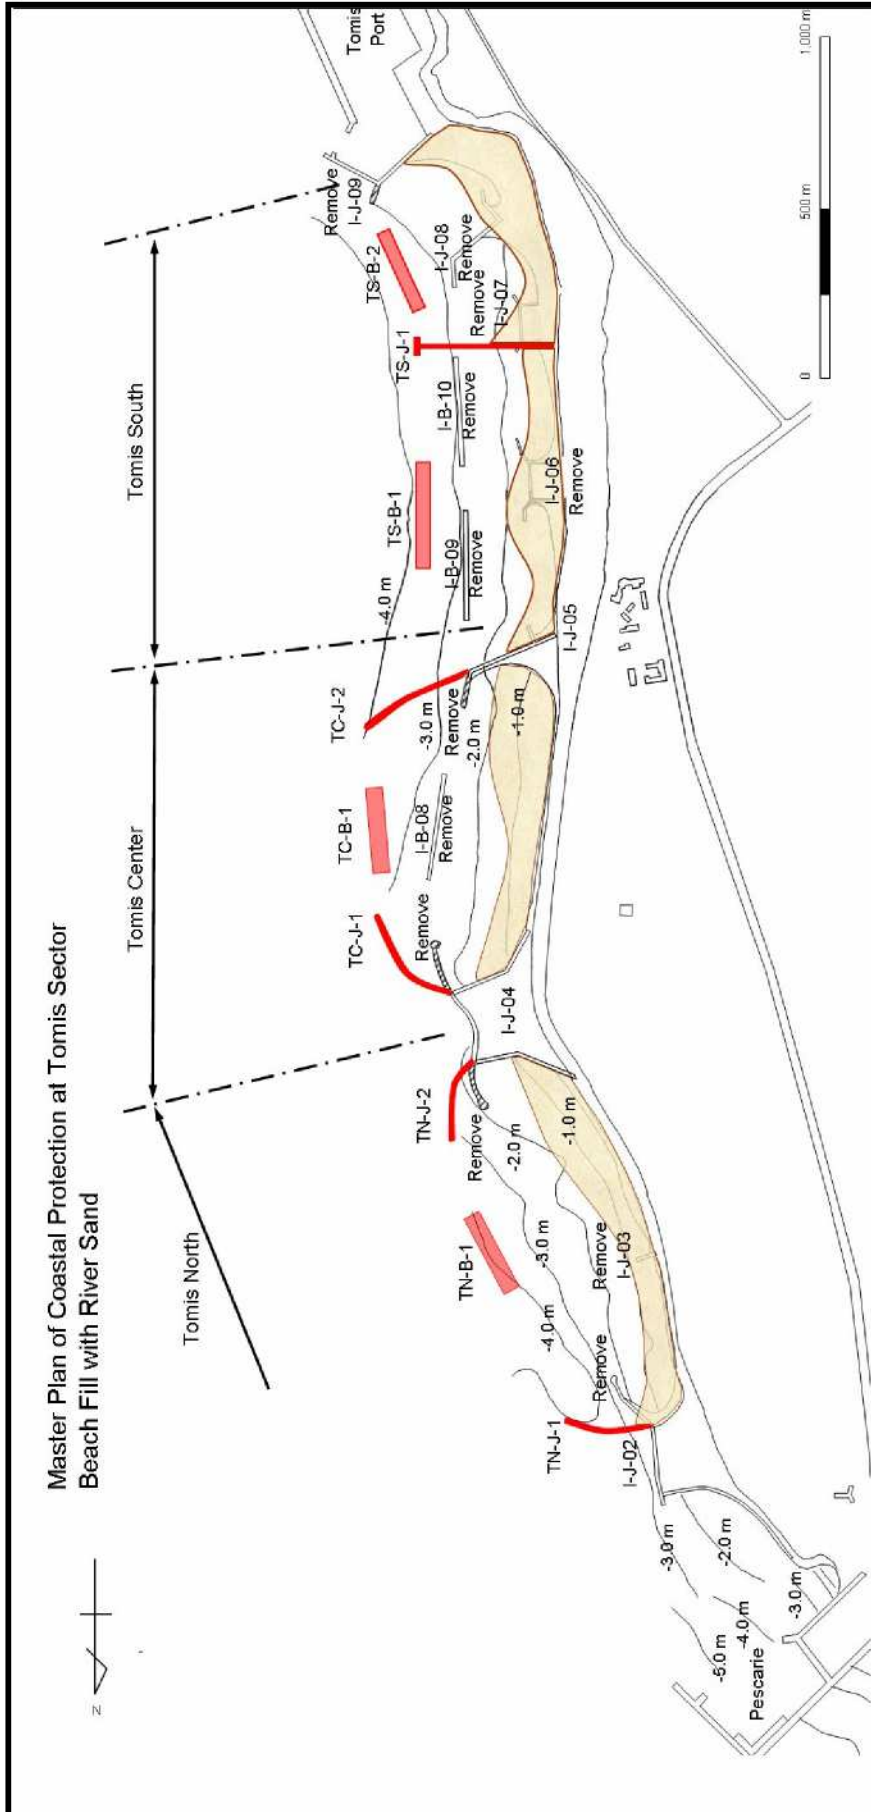 Master Plan of Coastal Protection at Tomis Sector
Beach Fill with River Sand
N
Tomis North
Tomis Center
Tomis South
Tomis
Port
Pescarie
-5.0 m
-4.0 m
-3.0 m
-2.0 m
-3.0 m
I-J-02
TN-J-1
Remove
-4.0 m
-3.0 m
TN-B-1
Remove
I-J-03
-2.0 m
-1.0 m
Remove
TN-J-2
I-J-04
TC-J-1
Remove
TC-B-1
I-B-08
Remove
TC-J-2
-3.0 m
Remove
-2.0 m
-1.0 m
I-J-05
-4.0 m
TS-B-1
I-B-09
Remove
I-J-06
Remove
I-B-10
Remove
TS-J-1
I-J-07
Remove
TS-B-2
I-J-08
Remove
Remove
I-J-09
0
500 m
1,000 m